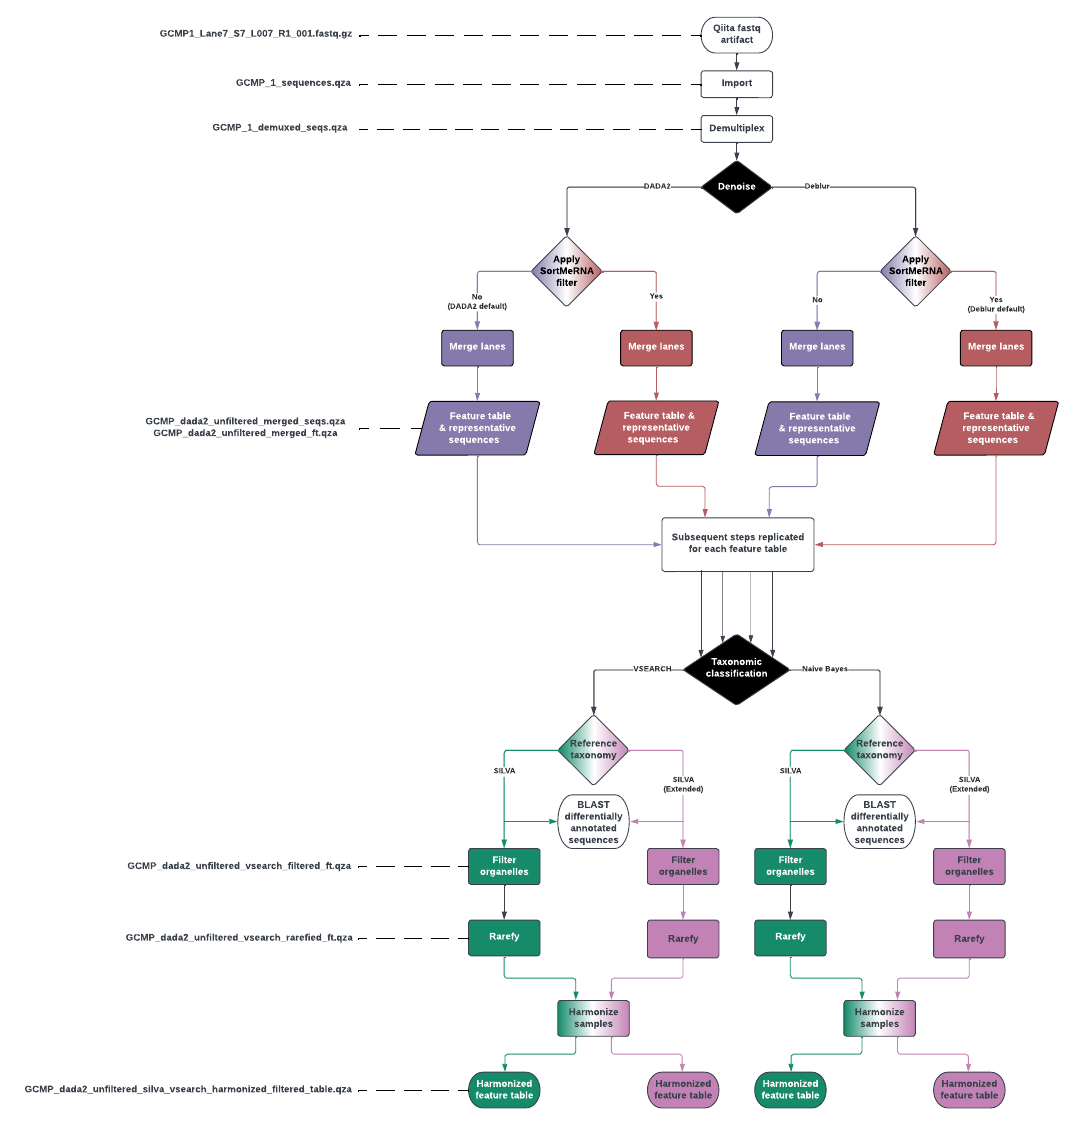 GCMP1_Lane7_S7_L007_R1_001.fastq.gz
Qiita fastq
artifact
GCMP_1_sequences.qza
Import
GCMP_1_demuxed_seqs.qza
Demultiplex
DADA2
Denoise
Deblur
Apply
SortMeRNA
filter
Apply
SortMeRNA
filter
No
(DADA2 default)
Yes
No
Yes
(Deblur default)
Merge lanes
Merge lanes
Merge lanes
Merge lanes
GCMP_dada2_unfiltered_merged_seqs.qza
GCMP_dada2_unfiltered_merged_ft.qza
Feature table
& representative
sequences
Feature table &
representative
sequences
Feature table
& representative
sequences
Feature table &
representative
sequences
Subsequent steps replicated
for each feature table
VSEARCH
Taxonomic
classification
Naive Bayes
Reference
taxonomy
Reference
taxonomy
SILVA
SILVA
(Extended)
SILVA
SILVA
(Extended)
BLAST
differentially
annotated
sequences
BLAST
differentially
annotated
sequences
GCMP_dada2_unfiltered_vsearch_filtered_ft.qza
Filter
organelles
Filter
organelles
Filter
organelles
Filter
organelles
GCMP_dada2_unfiltered_vsearch_rarefied_ft.qza
Rarefy
Rarefy
Rarefy
Rarefy
Harmonize
samples
Harmonize
samples
GCMP_dada2_unfiltered_silva_vsearch_harmonized_filtered_table.qza
Harmonized
feature table
Harmonized
feature table
Harmonized
feature table
Harmonized
feature table